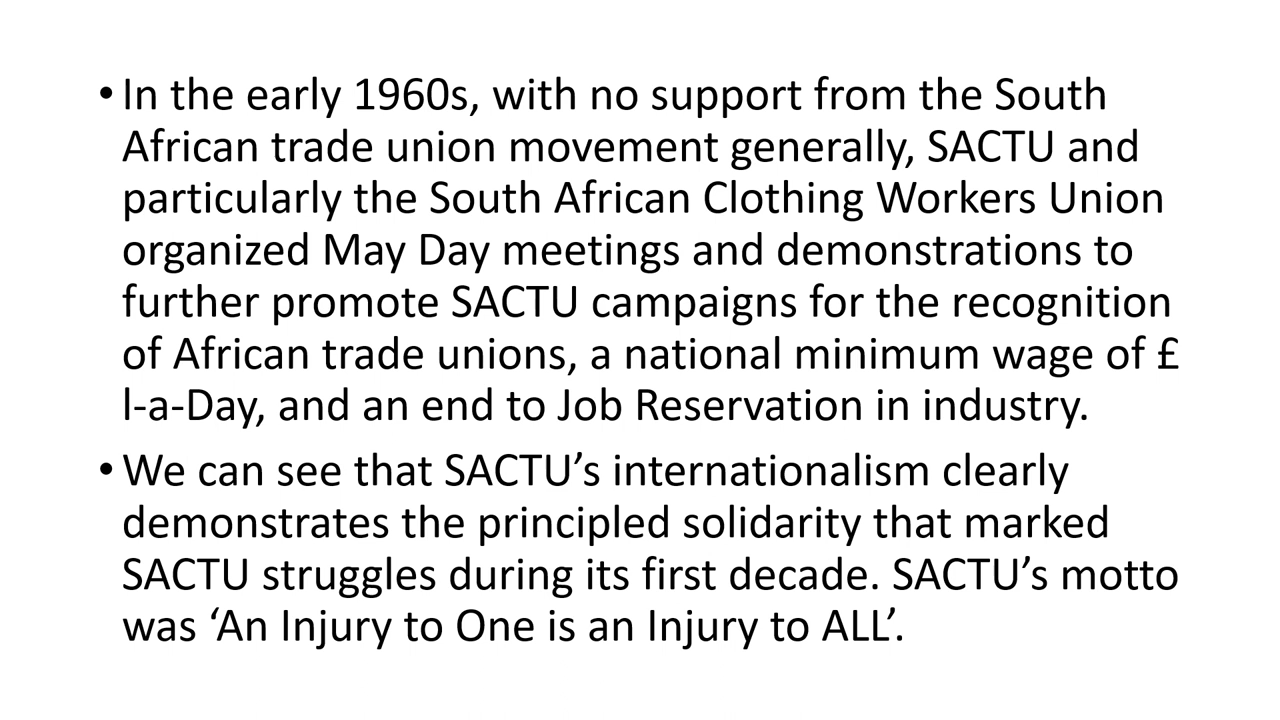 • In the early 1960s, with no support from the South
African trade union movement generally, SACTU and
particularly the South African Clothing Workers Union
organized May Day meetings and demonstrations to
further promote SACTU campaigns for the recognition
of African trade unions, a national minimum wage of £
l-a-Day, and an end to Job Reservation in industry.
• We can see that SACTU’s internationalism clearly
demonstrates the principled solidarity that marked
SACTU struggles during its first decade. SACTU’s motto
was ‘An Injury to One is an Injury to ALL’.